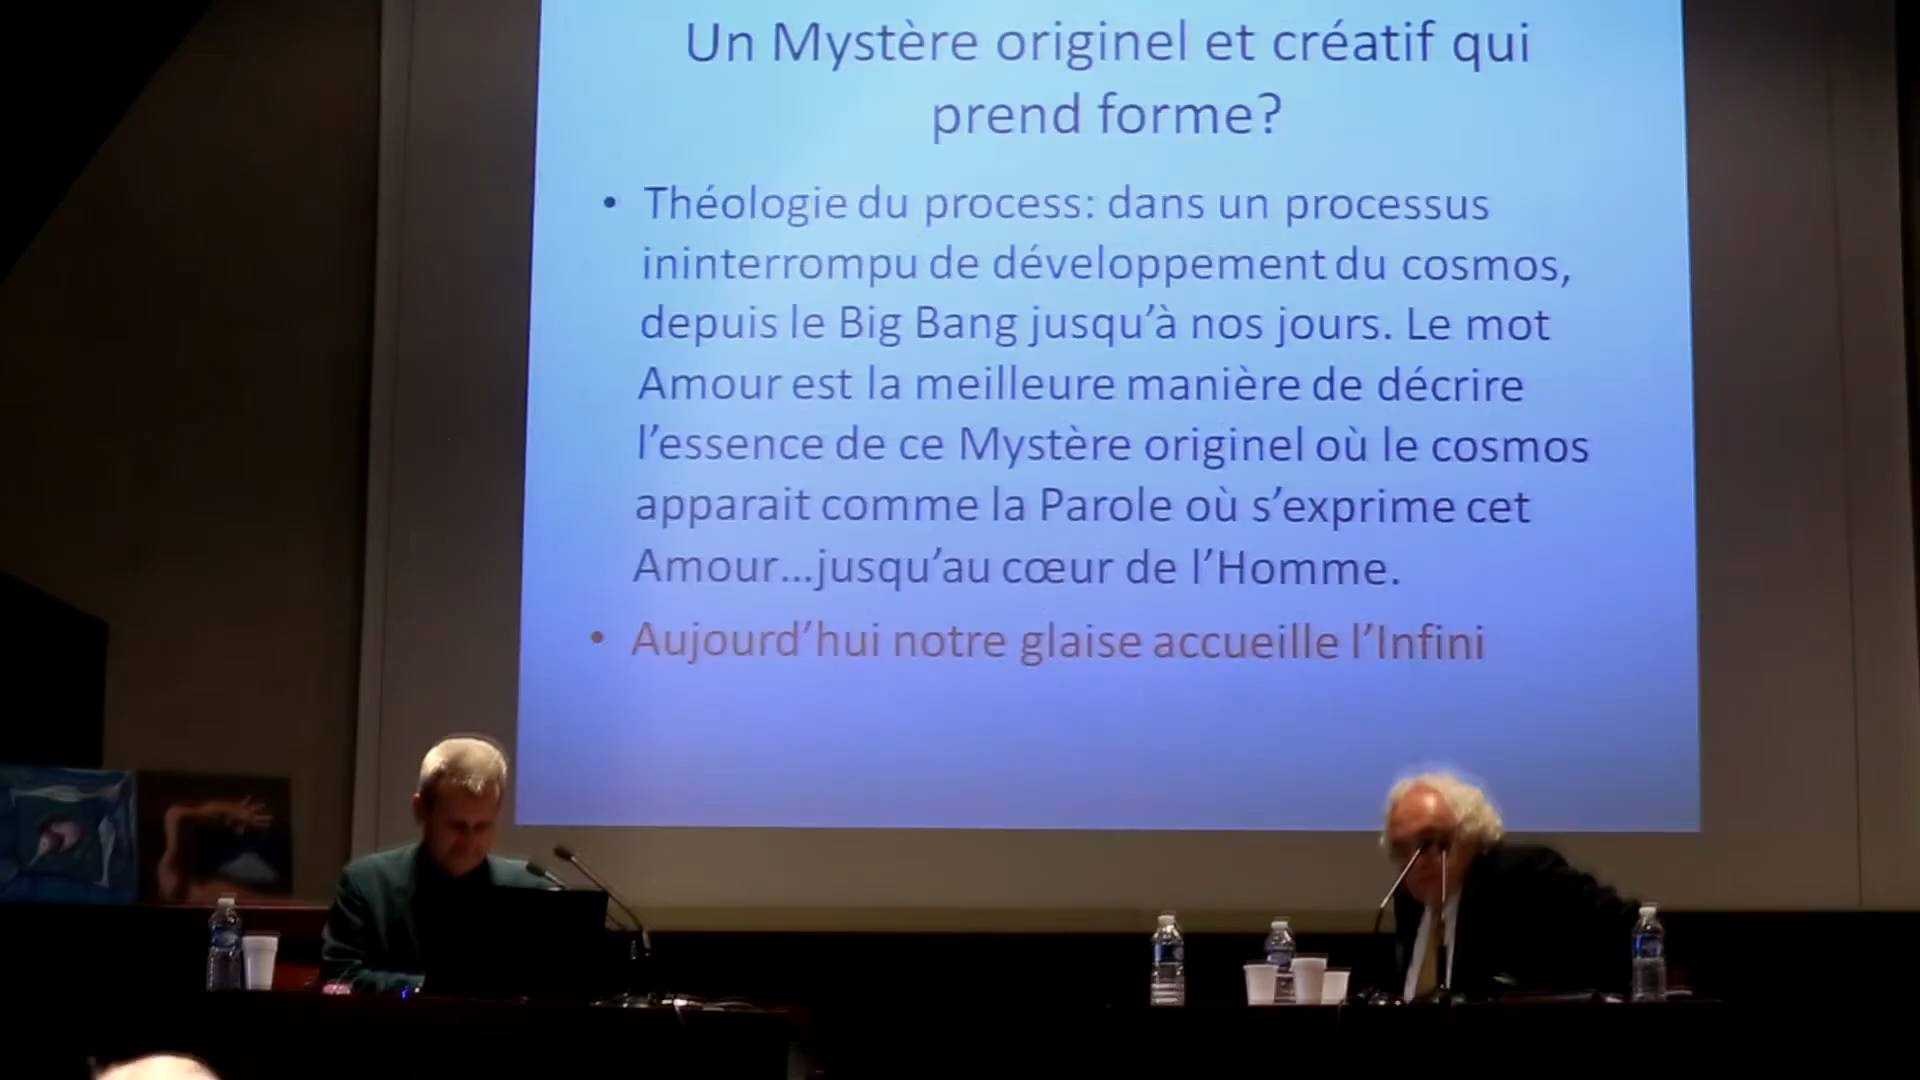 Un Mystère originel et créatif qui
prend forme?
• Théologie du process: dans un processus
ininterrompu de développement du cosmos,
depuis le Big Bang jusqu’à nos jours. Le mot
Amour est la meilleure manière de décrire
l’essence de ce Mystère originel où le cosmos
apparait comme la Parole où s’exprime cet
Amour...jusqu’au cœur de l’Homme.
• Aujourd’hui notre glaise accueille l’Infini